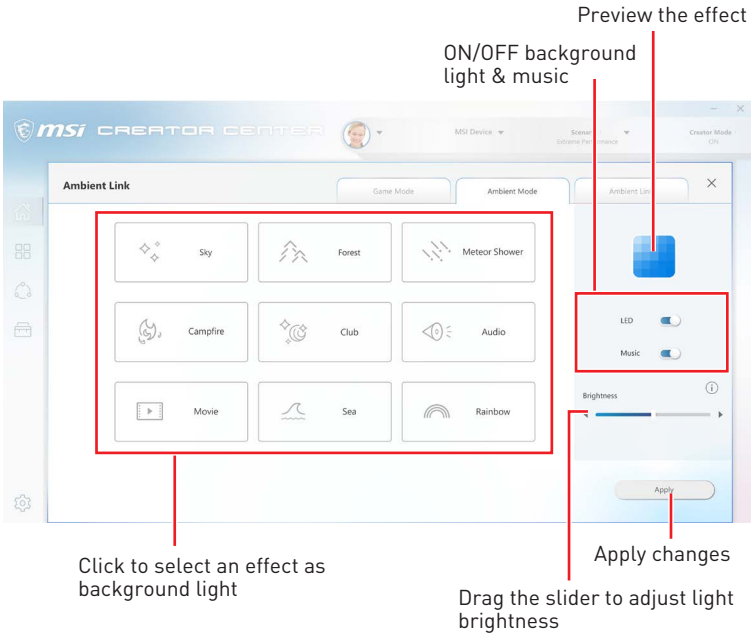 Preview the effect
ON/OFF background
light & music
msi CREATOR CENTER
MSI Device
Scenar
Extreme Performance
Creator Mode
Ambient Link
Game Mode
Ambient Mode
Ambient Link
Sky
Forest
Meteor Shower
LED
Campfire
Club
Audio
Music
Brightness
Movie
Sea
Rainbow
Apply
Click to select an effect as
background light
Apply changes
Drag the slider to adjust light
brightness